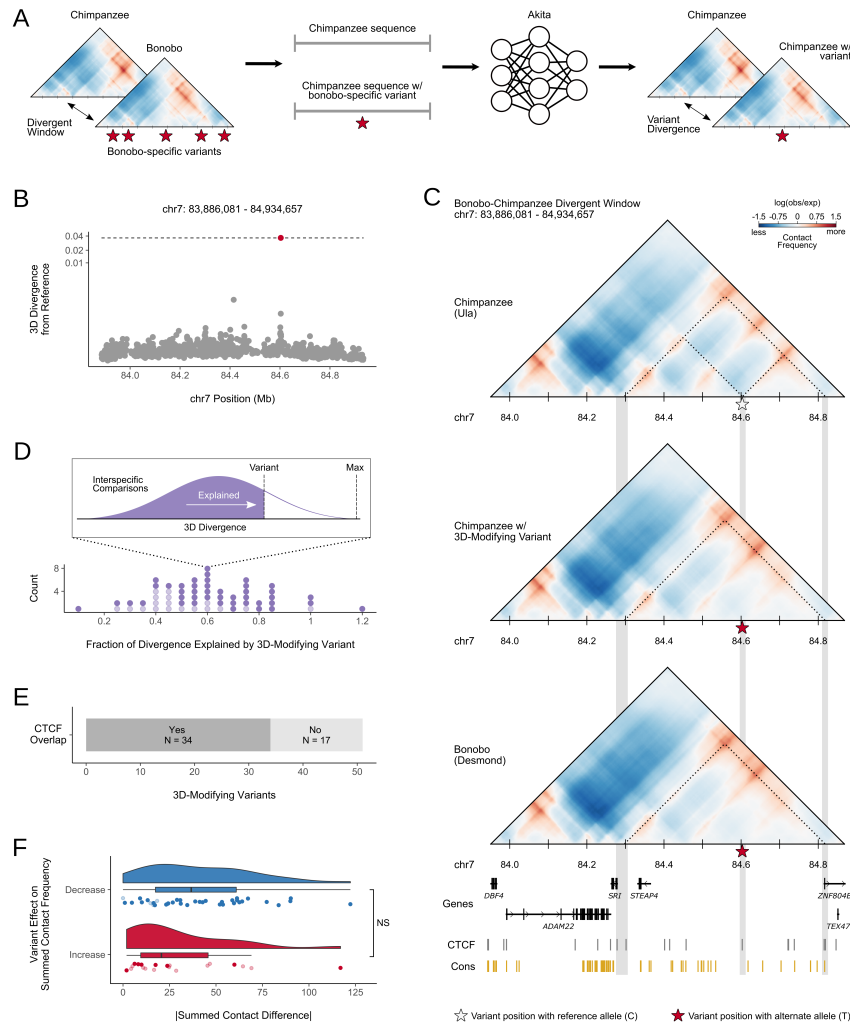 A
Chimpanzee
Bonobo
Divergent
Window
Bonobo-specific variants
Chimpanzee sequence
Chimpanzee sequence w/
bonobo-specific variant
Akita
Chimpanzee
Chimpanzee w/
variant
Variant
Divergence
B
chr7: 83,886,081 - 84,934,657
3D Divergence
from Reference
0.04
0.02
0.01
84.0 84.2 84.4 84.6 84.8
chr7 Position (Mb)
C
Bonobo-Chimpanzee Divergent Window
chr7: 83,886,081 - 84,934,657
log(obs/exp)
-1.5 -0.75 0 0.75 1.5
less more
Contact
Frequency
Chimpanzee
(Ula)
chr7 84.0 84.2 84.4 84.6 84.8
Chimpanzee w/
3D-Modifying Variant
chr7 84.0 84.2 84.4 84.6 84.8
Bonobo
(Desmond)
chr7 84.0 84.2 84.4 84.6 84.8
Genes
DBF4 SRI STEAP4 ZNF804B
ADAM22 TEX47
CTCF
Cons
Variant position with reference allele (C)
Variant position with alternate allele (T)
D
Interspecific
Comparisons
Variant
Max
Explained
3D Divergence
Count
8
4
0.2 0.4 0.6 0.8 1 1.2
Fraction of Divergence Explained by 3D-Modifying Variant
E
CTCF
Overlap
Yes
N = 34
No
N = 17
0 10 20 30 40 50
3D-Modifying Variants
F
Variant Effect on
Summed Contact Frequency
Decrease
Increase
NS
0 25 50 75 100 125
|Summed Contact Difference|